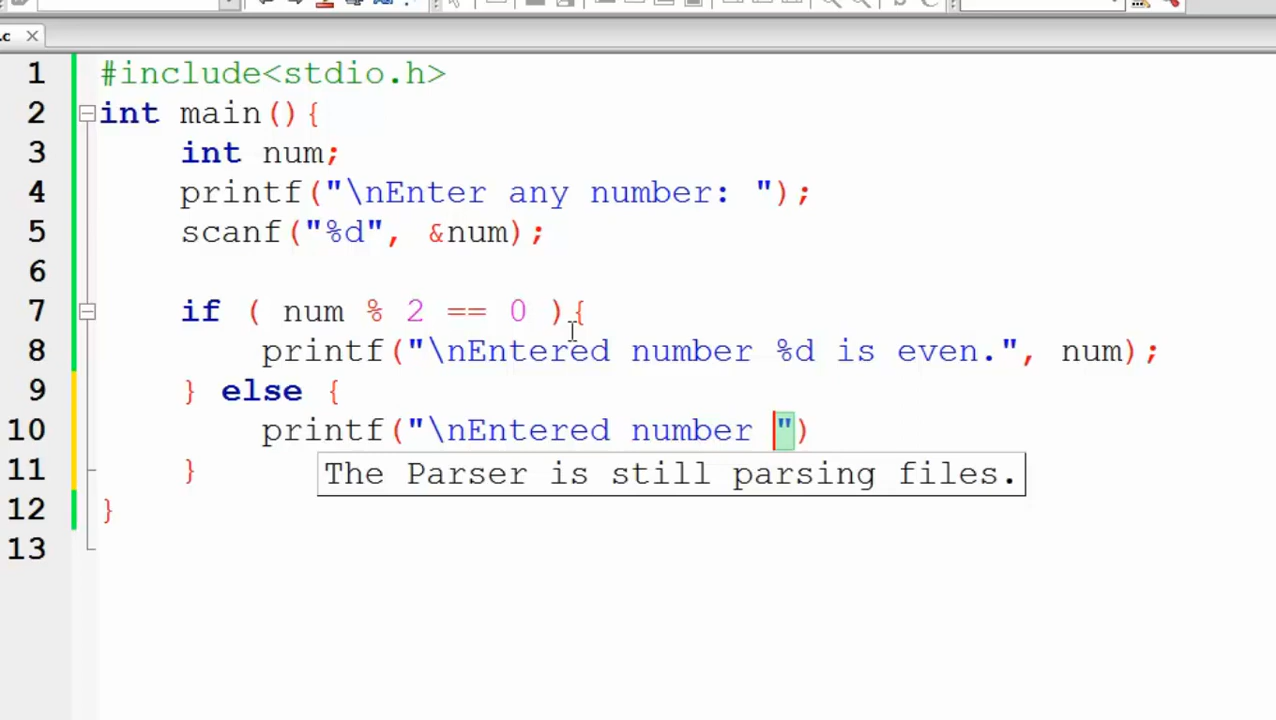 .c
1 #include<stdio.h>
2 int main(){
3 int num;
4 printf("\nEnter any number: ");
5 scanf("%d", &num);
6
7 if ( num % 2 == 0 ){
8 printf("\nEntered number %d is even.", num);
9 } else {
10 printf("\nEntered number ")
11 }
The Parser is still parsing files.
12 }
13